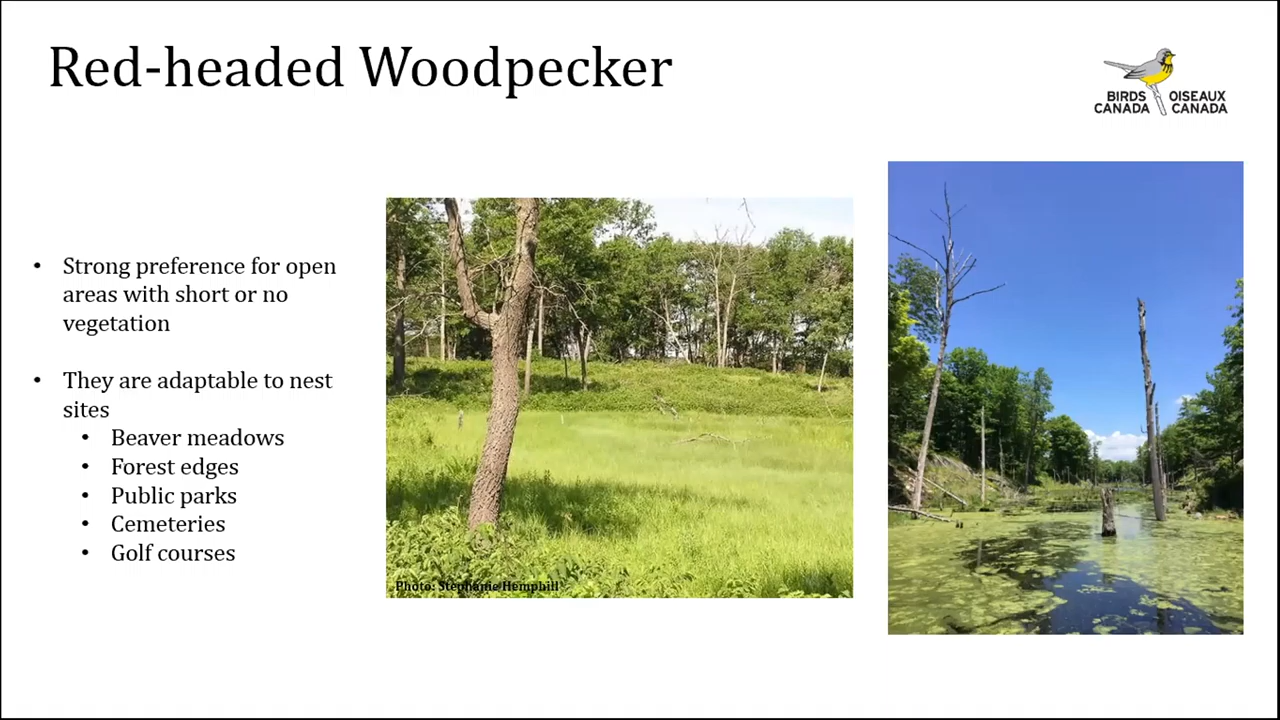 Red-headed Woodpecker
BIRDS CANADA
OISEAUX CANADA
• Strong preference for open
areas with short or no
vegetation
• They are adaptable to nest
sites
• Beaver meadows
• Forest edges
• Public parks
• Cemeteries
• Golf courses
Photo: Stephanie Hemphill